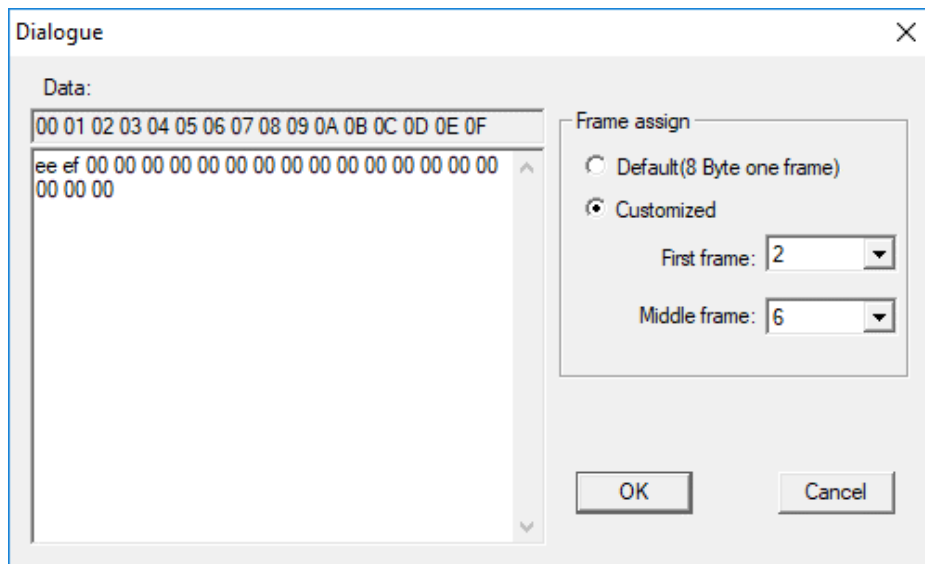 Dialogue
Data:
00 01 02 03 04 05 06 07 08 09 0A 0B 0C 0D 0E 0F
ee ef 00 00 00 00 00 00 00 00 00 00 00 00 00 00 00
00 00 00
Frame assign
Default(8 Byte one frame)
Customized
First frame: 2
Middle frame: 6
OK Cancel